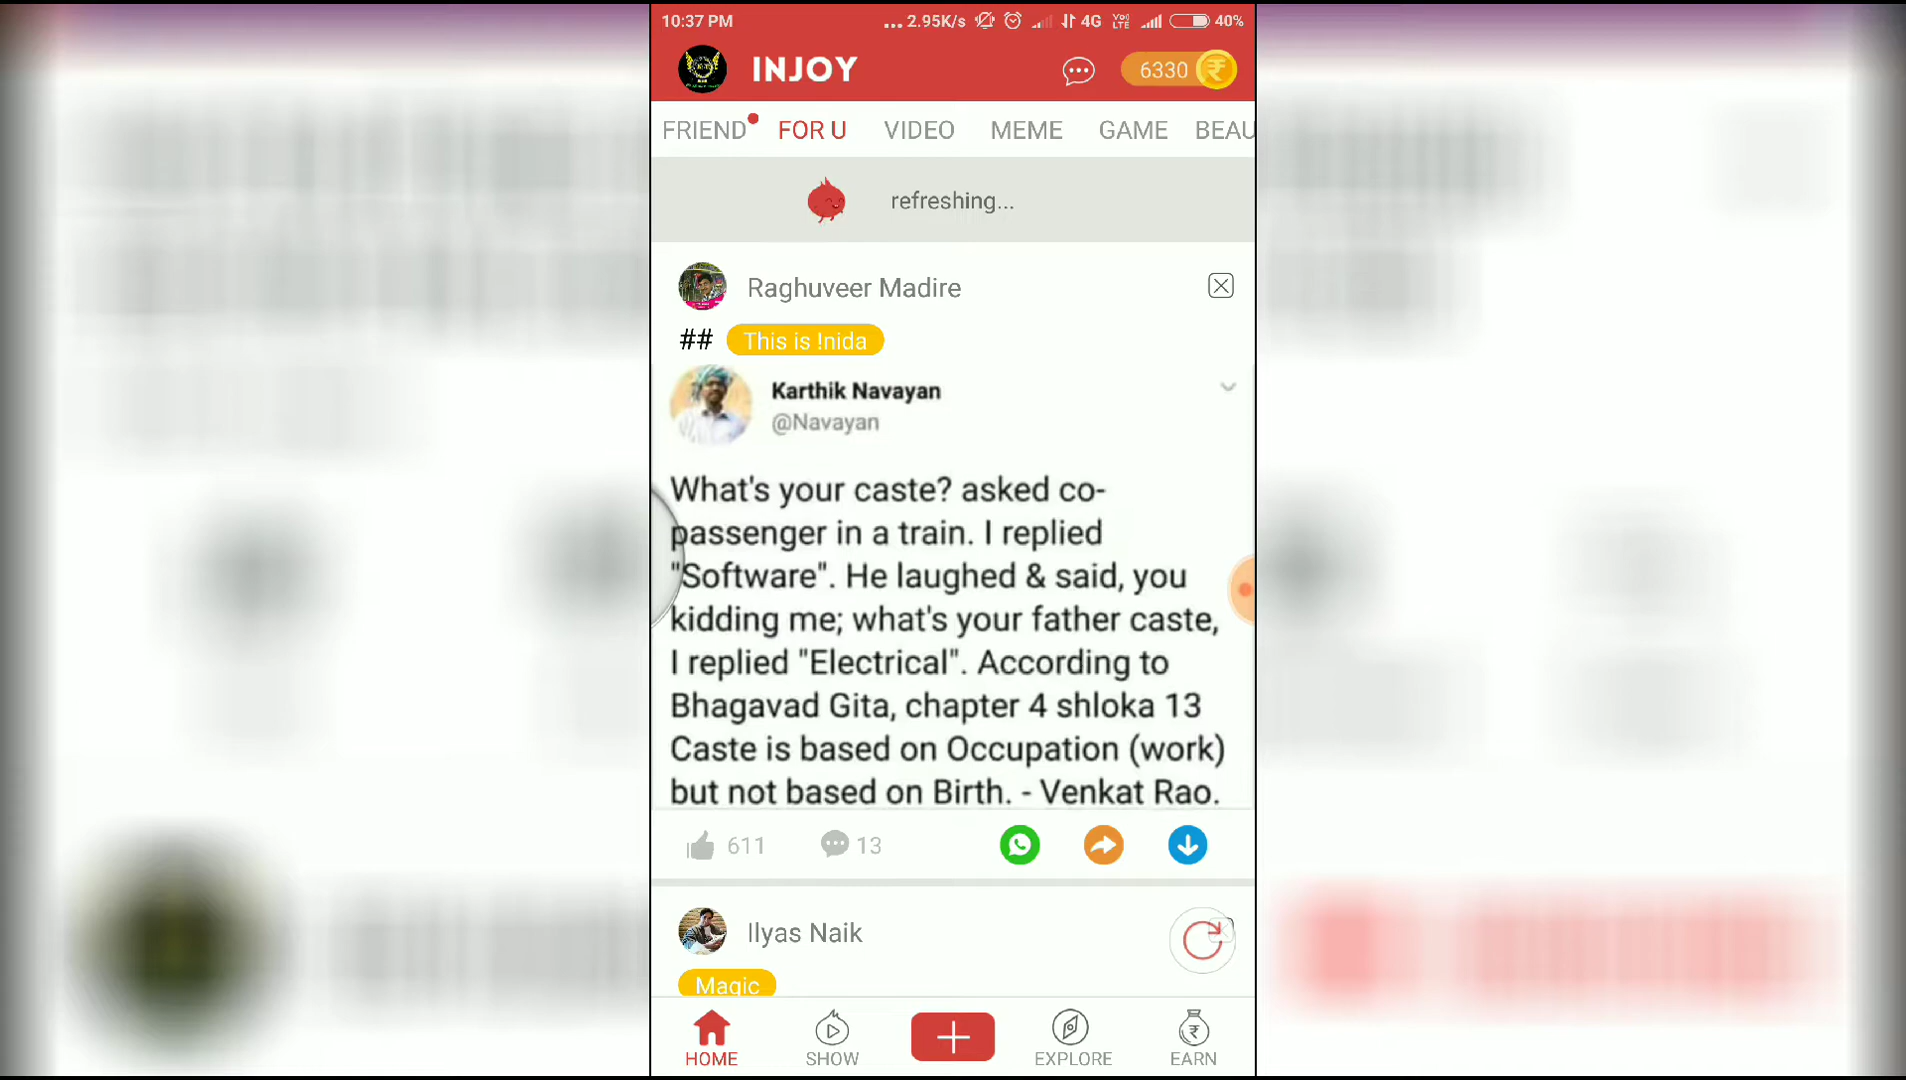 10:37 PM ... 2.95K/s 4G VoLTE 40%
INJOY 6330
FRIEND FOR U VIDEO MEME GAME BEAU
refreshing...
Raghuveer Madire
## This is !nida
Karthik Navayan
@Navayan
What's your caste? asked co-
passenger in a train. I replied
"Software". He laughed & said, you
kidding me; what's your father caste,
I replied "Electrical". According to
Bhagavad Gita, chapter 4 shloka 13
Caste is based on Occupation (work)
but not based on Birth. - Venkat Rao.
611 13
Ilyas Naik
Magic
HOME SHOW EXPLORE EARN